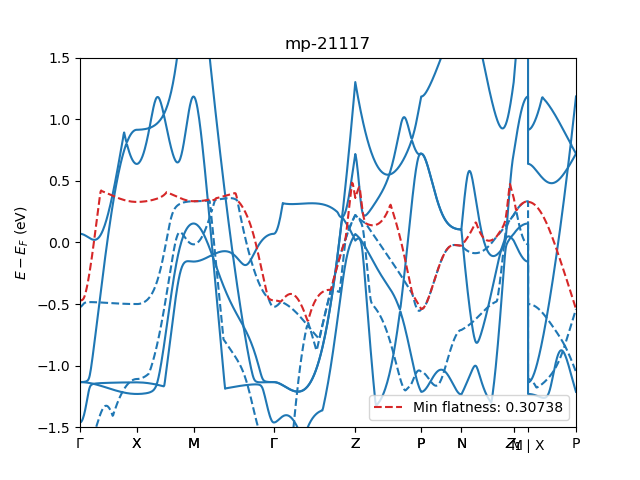 mp-21117
E − E_F (eV)
1.5
1.0
0.5
0.0
−0.5
−1.0
−1.5
Min flatness: 0.30738
Γ X M Γ Z P N Z₁ M | X P